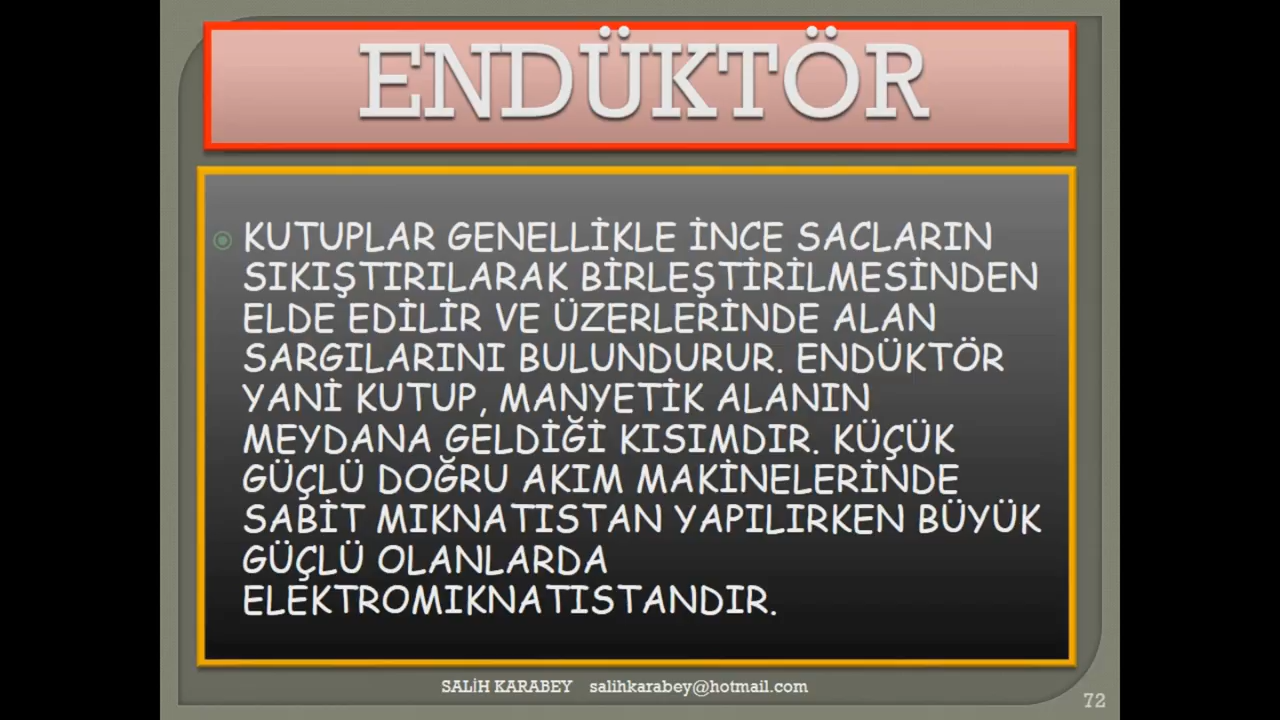 ENDÜKTÖR
KUTUPLAR GENELLİKLE İNCE SACLARIN
SIKIŞTIRILARAK BİRLEŞTİRİLMESİNDEN
ELDE EDİLİR VE ÜZERLERİNDE ALAN
SARGILARINI BULUNDURUR. ENDÜKTÖR
YANİ KUTUP, MANYETİK ALANIN
MEYDANA GELDİĞİ KISIMDIR. KÜÇÜK
GÜÇLÜ DOĞRU AKIM MAKİNELERİNDE
SABİT MIKNATISTAN YAPILIRKEN BÜYÜK
GÜÇLÜ OLANLARDA
ELEKTROMIKNATISTANDIR.
SALİH KARABEY salihkarabey@hotmail.com
72